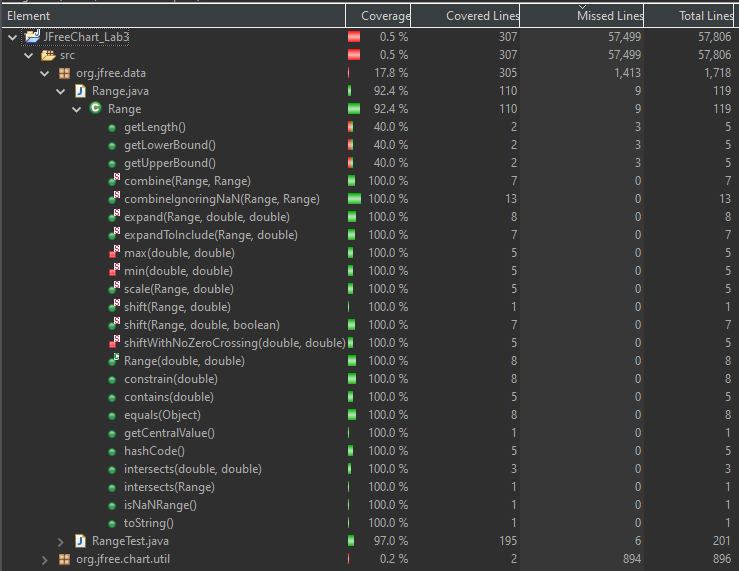 Element Coverage Covered Lines Missed Lines Total Lines
JFreeChart_Lab3 0.5 % 307 57,499 57,806
src 0.5 % 307 57,499 57,806
org.jfree.data 17.8 % 305 1,413 1,718
Range.java 92.4 % 110 9 119
Range 92.4 % 110 9 119
getLength() 40.0 % 2 3 5
getLowerBound() 40.0 % 2 3 5
getUpperBound() 40.0 % 2 3 5
combine(Range, Range) 100.0 % 7 0 7
combineIgnoringNaN(Range, Range) 100.0 % 13 0 13
expand(Range, double, double) 100.0 % 8 0 8
expandToInclude(Range, double) 100.0 % 7 0 7
max(double, double) 100.0 % 5 0 5
min(double, double) 100.0 % 5 0 5
scale(Range, double) 100.0 % 5 0 5
shift(Range, double) 100.0 % 1 0 1
shift(Range, double, boolean) 100.0 % 7 0 7
shiftWithNoZeroCrossing(double, double) 100.0 % 5 0 5
Range(double, double) 100.0 % 8 0 8
constrain(double) 100.0 % 8 0 8
contains(double) 100.0 % 5 0 5
equals(Object) 100.0 % 8 0 8
getCentralValue() 100.0 % 1 0 1
hashCode() 100.0 % 5 0 5
intersects(double, double) 100.0 % 3 0 3
intersects(Range) 100.0 % 1 0 1
isNaNRange() 100.0 % 1 0 1
toString() 100.0 % 1 0 1
RangeTest.java 97.0 % 195 6 201
org.jfree.chart.util 0.2 % 2 894 896